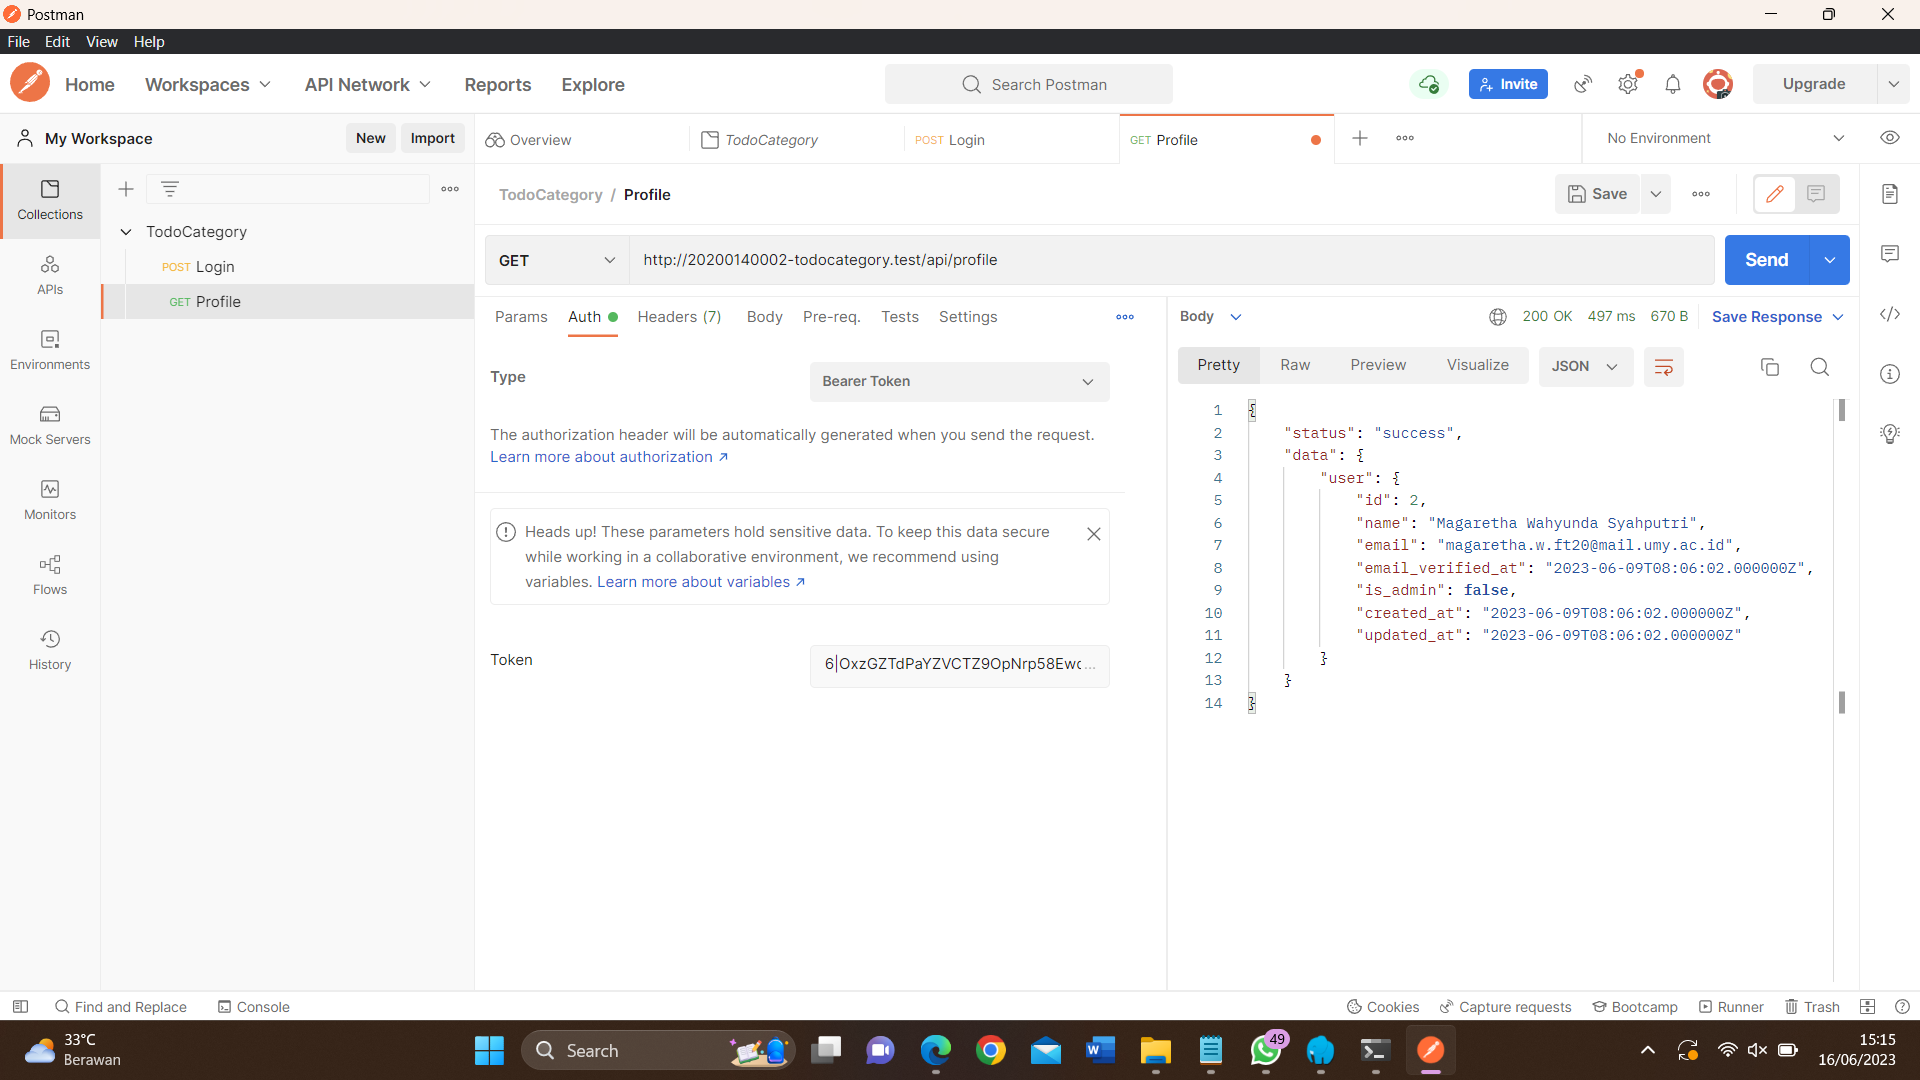 Postman
File Edit View Help
Home Workspaces API Network Reports Explore
Search Postman
Invite
Upgrade
My Workspace
New Import
Overview
TodoCategory
POST Login
GET Profile
No Environment
Collections
APIs
Environments
Mock Servers
Monitors
Flows
History
TodoCategory
POST Login
GET Profile
TodoCategory / Profile
Save
GET
http://20200140002-todocategory.test/api/profile
Send
Params Auth Headers (7) Body Pre-req. Tests Settings
Type
Bearer Token
The authorization header will be automatically generated when you send the request.
Learn more about authorization ↗
Heads up! These parameters hold sensitive data. To keep this data secure
while working in a collaborative environment, we recommend using
variables. Learn more about variables ↗
Token
6|OxzGZTdPaYZVCTZ9OpNrp58Ewc...
Body
200 OK 497 ms 670 B Save Response
Pretty Raw Preview Visualize JSON
1 {
2 "status": "success",
3 "data": {
4 "user": {
5 "id": 2,
6 "name": "Magaretha Wahyunda Syahputri",
7 "email": "magaretha.w.ft20@mail.umy.ac.id",
8 "email_verified_at": "2023-06-09T08:06:02.000000Z",
9 "is_admin": false,
10 "created_at": "2023-06-09T08:06:02.000000Z",
11 "updated_at": "2023-06-09T08:06:02.000000Z"
12 }
13 }
14 }
Find and Replace Console
Cookies Capture requests Bootcamp Runner Trash
33°C
Berawan
Search
49
15:15
16/06/2023